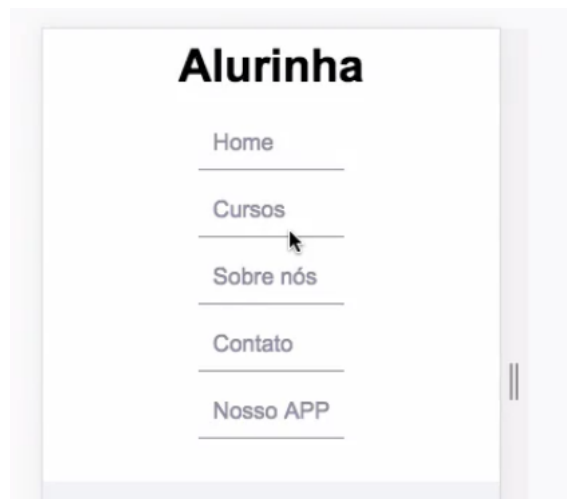 Alurinha
Home
Cursos
Sobre nós
Contato
Nosso APP